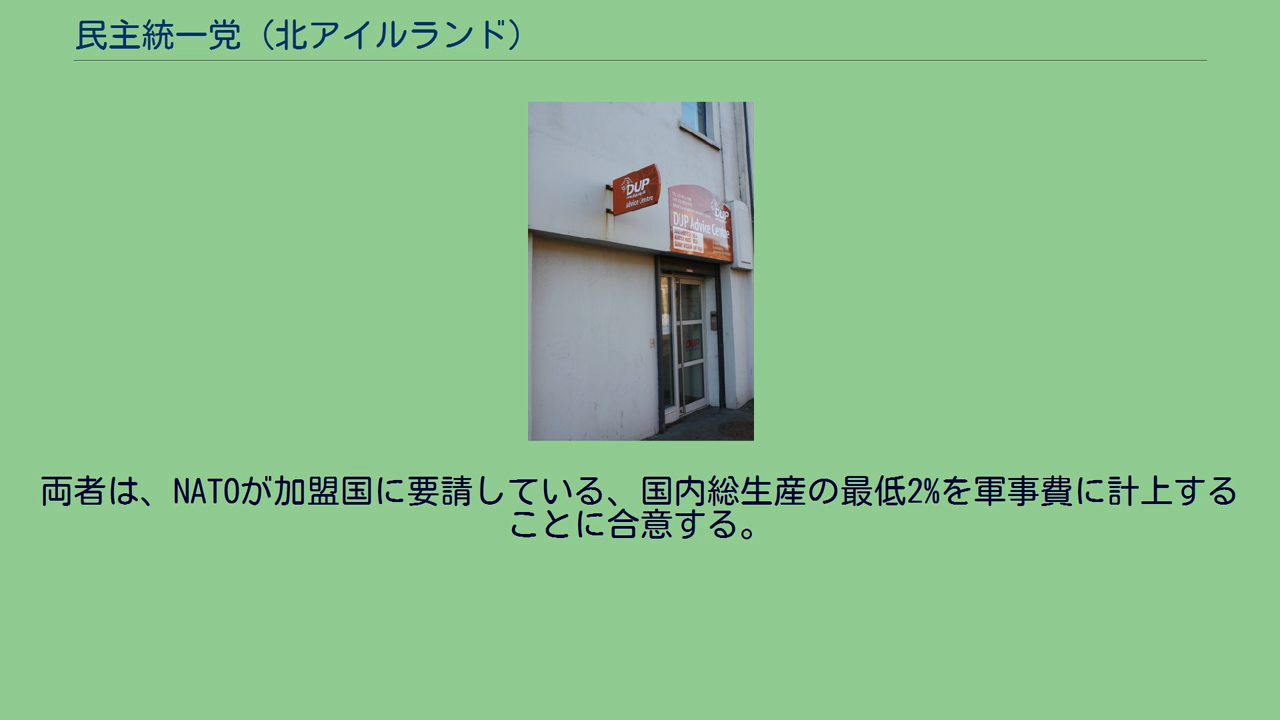 民主統一党（北アイルランド）
DUP
Advice Centre
DUP
DUP Advice Centre
DUP
両者は、NATOが加盟国に要請している、国内総生産の最低2%を軍事費に計上する
ことに合意する。